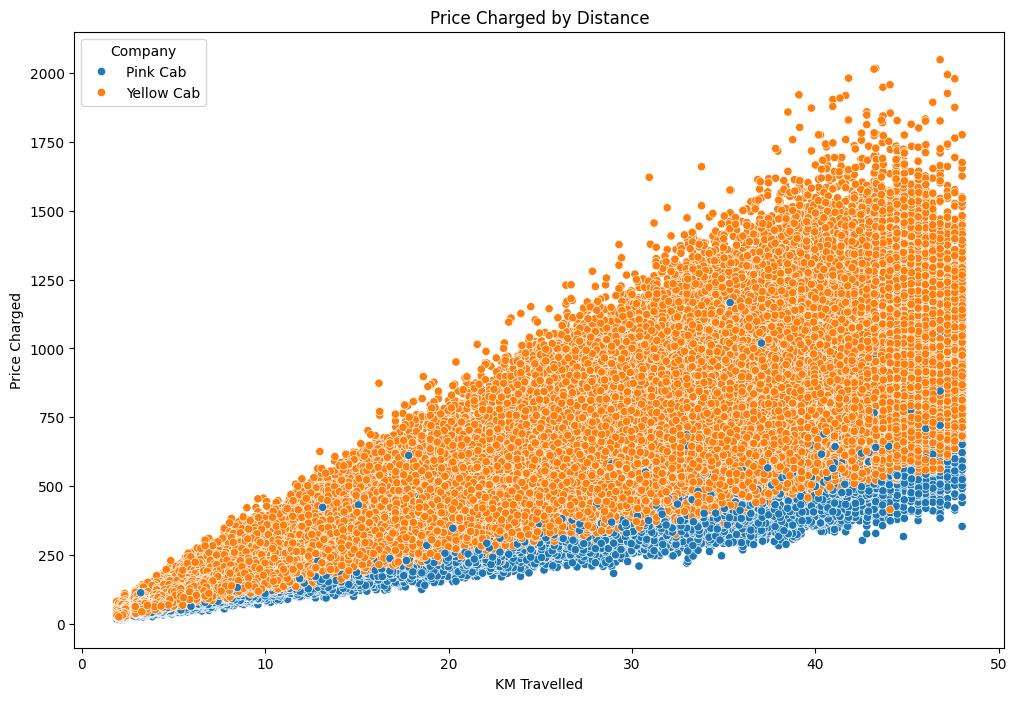 Price Charged by Distance
Company
Pink Cab
Yellow Cab
2000
1750
1500
1250
1000
750
500
250
0
Price Charged
0 10 20 30 40 50
KM Travelled